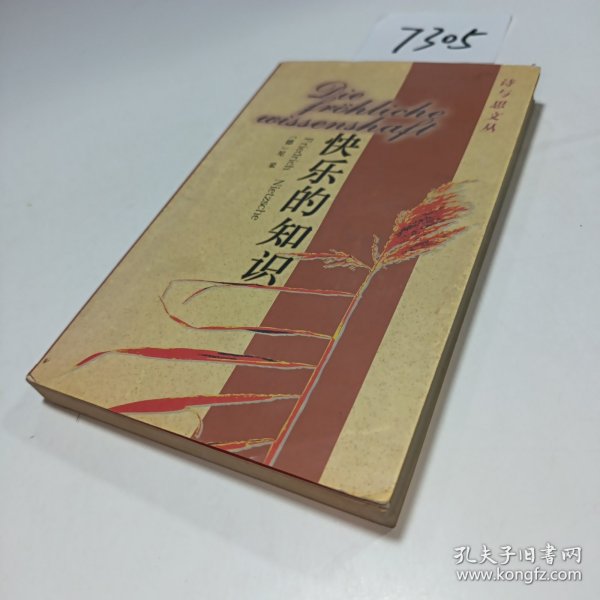 7305
诗与思文丛
Die
fröhliche
wissenshaft
快乐的知识
Friedrich Nietzsche
孔夫子旧书网
www.kongfz.com